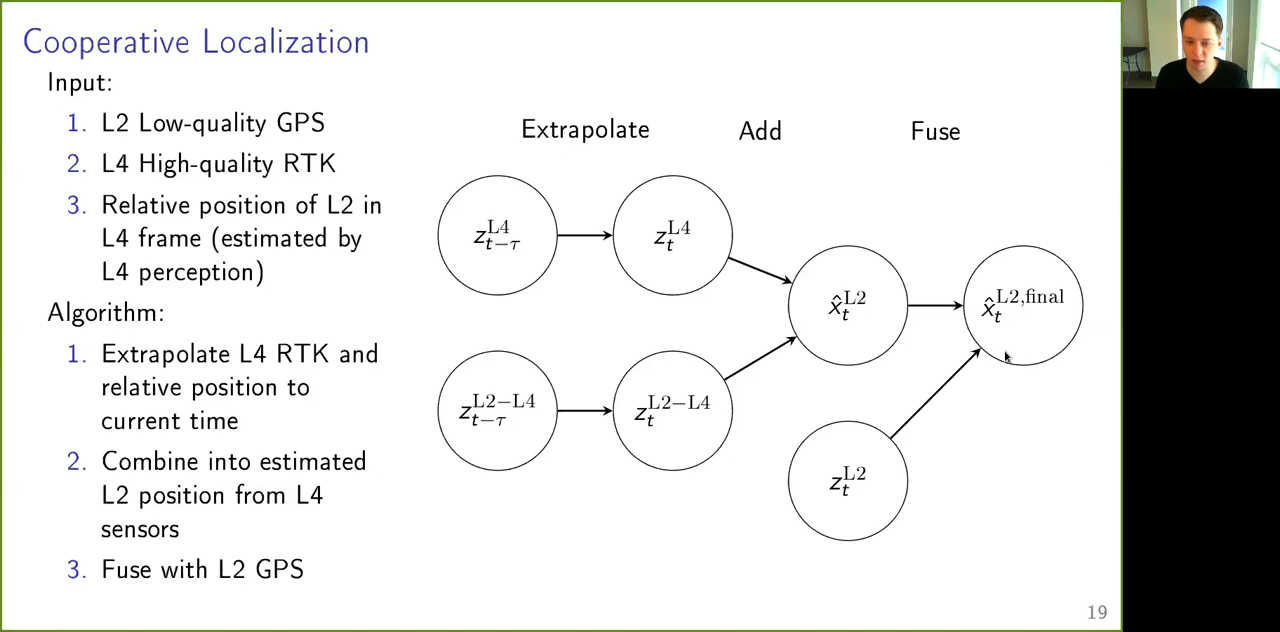 Cooperative Localization
Input:
1. L2 Low-quality GPS
2. L4 High-quality RTK
3. Relative position of L2 in
L4 frame (estimated by
L4 perception)
Algorithm:
1. Extrapolate L4 RTK and
relative position to
current time
2. Combine into estimated
L2 position from L4
sensors
3. Fuse with L2 GPS
Extrapolate Add Fuse
z_{t−τ}^{L4}
z_t^{L4}
x̂_t^{L2}
x̂_t^{L2,final}
z_{t−τ}^{L2−L4}
z_t^{L2−L4}
z_t^{L2}
19